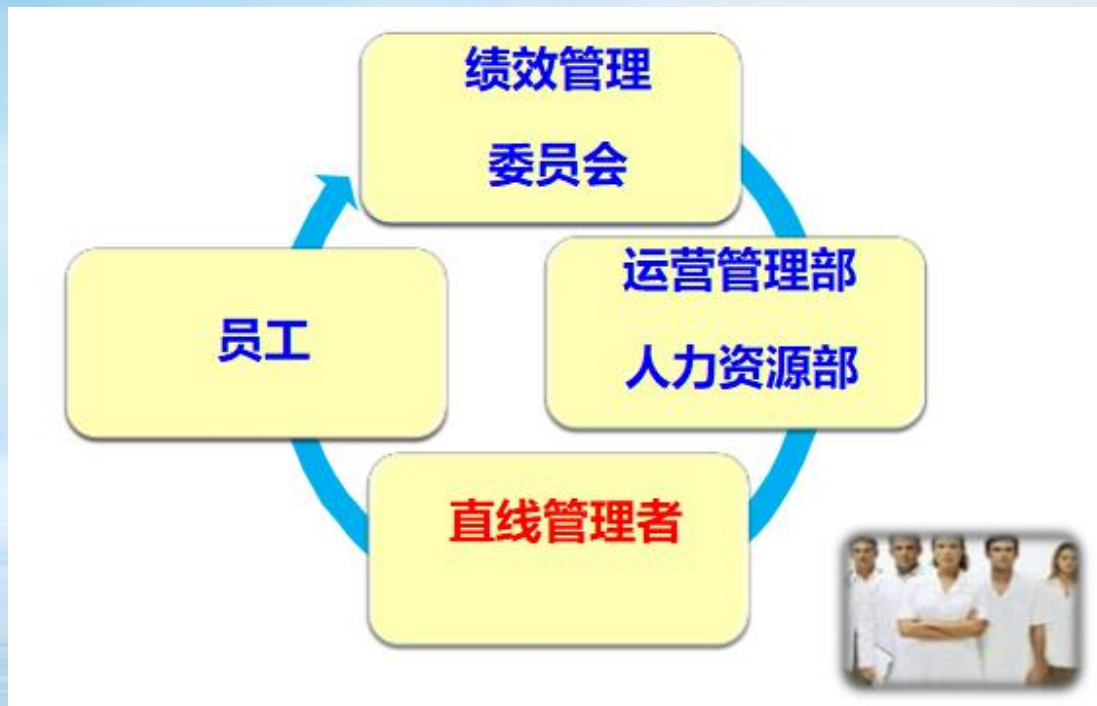 绩效管理
委员会
运营管理部
人力资源部
员工
直线管理者